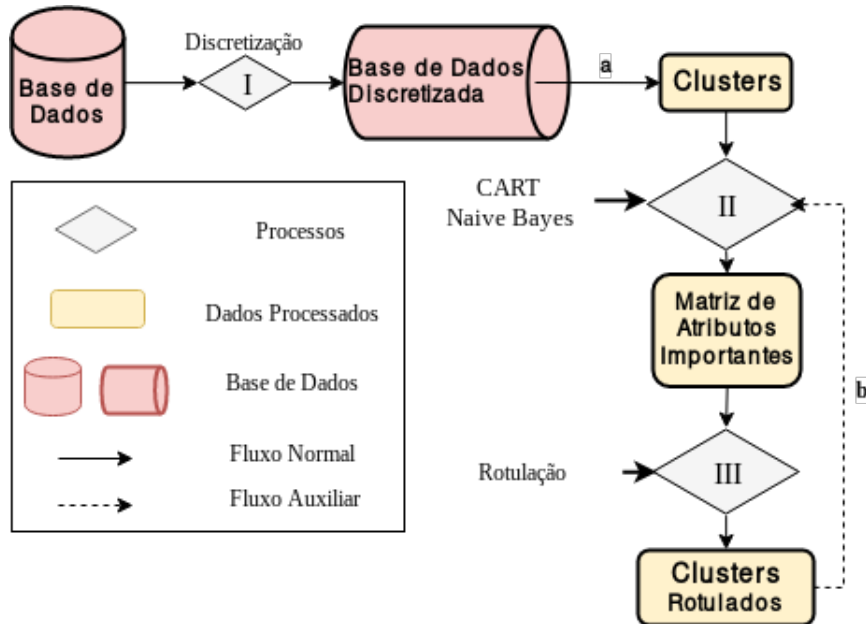 Discretização
Base de
Dados
I
Base de Dados
Discretizada
a
Clusters
CART
Naive Bayes
II
Processos
Dados Processados
Base de Dados
Fluxo Normal
Fluxo Auxiliar
Matriz de
Atributos
Importantes
b
Rotulação
III
Clusters
Rotulados